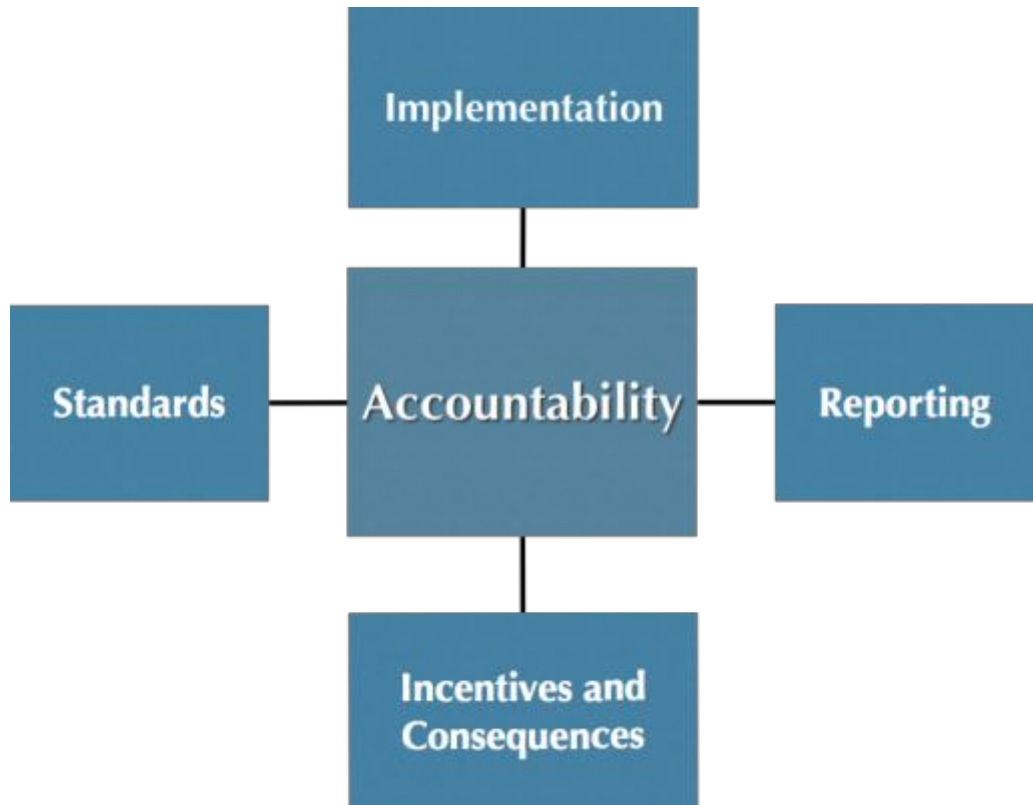 Implementation
Standards
Accountability
Reporting
Incentives and
Consequences